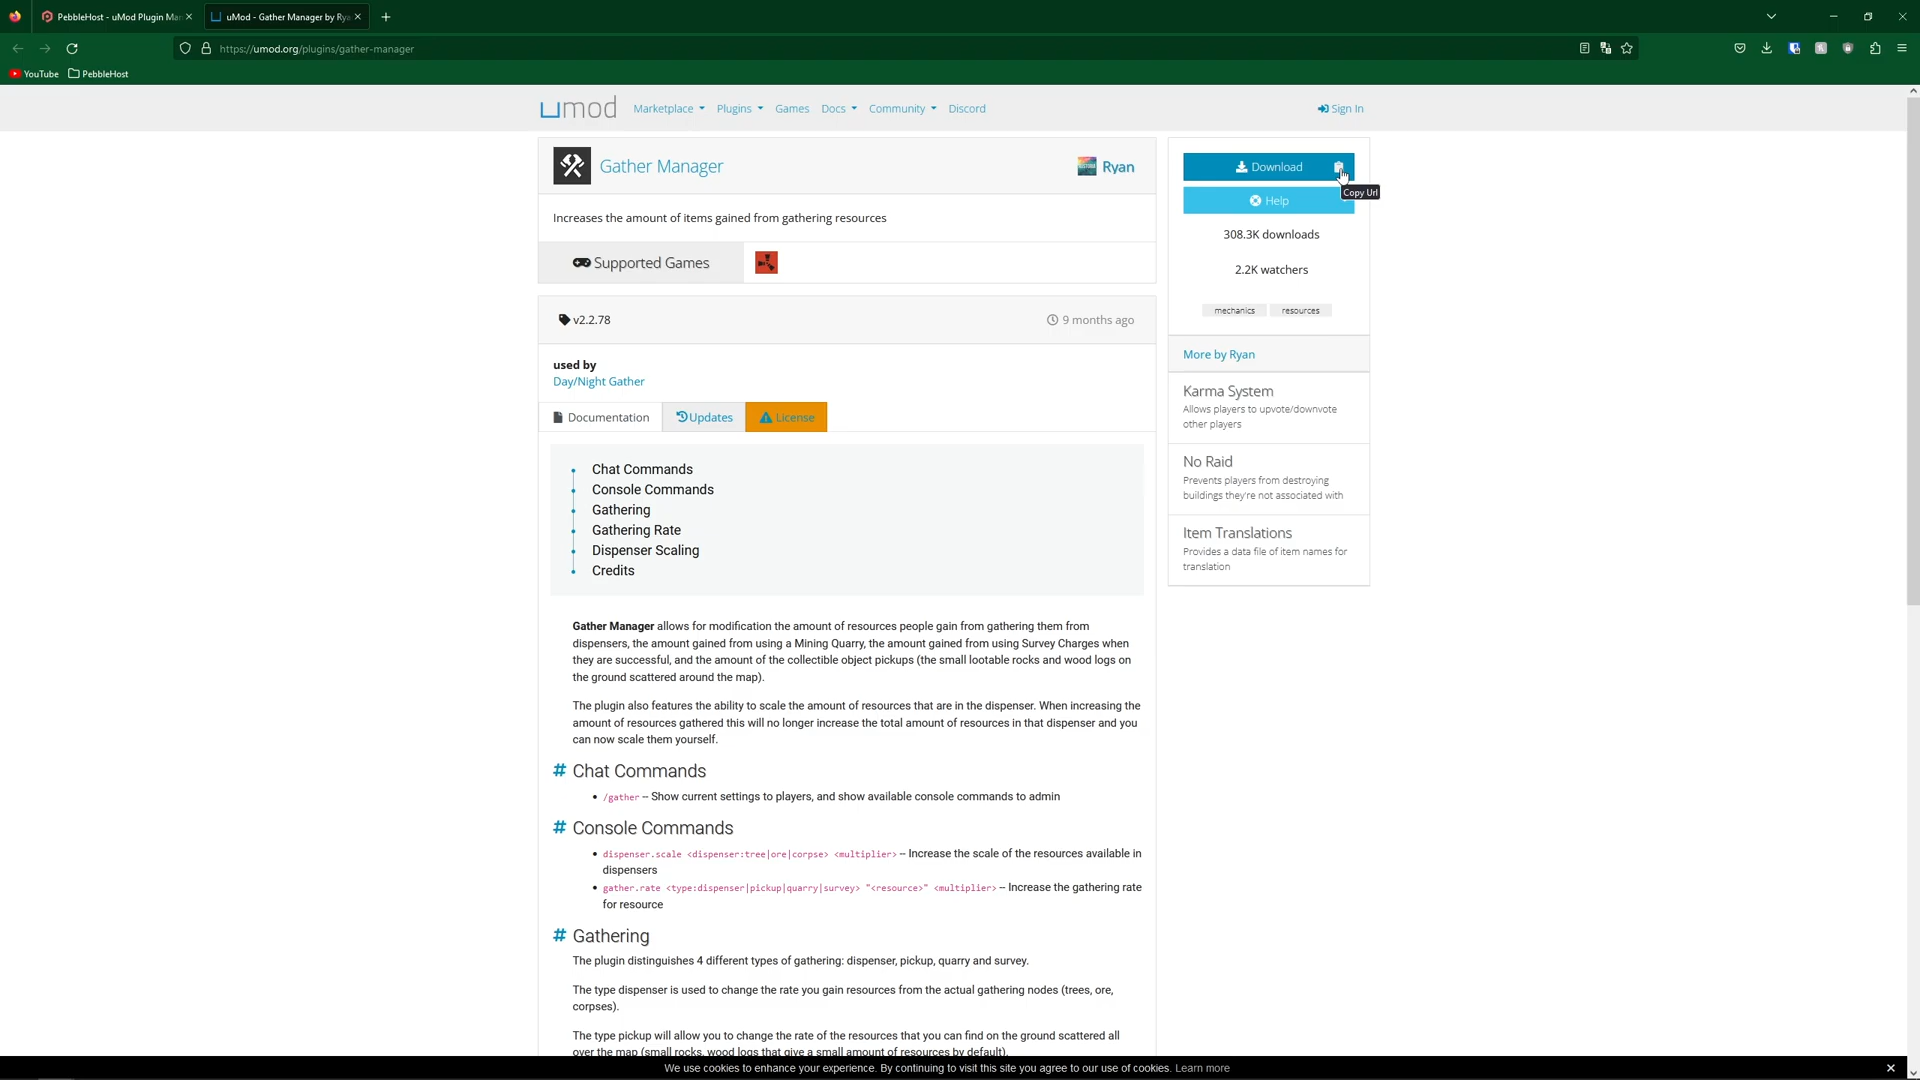 PebbleHost - uMod Plugin Man
uMod - Gather Manager by Rya
https://umod.org/plugins/gather-manager
YouTube
PebbleHost
umod
Marketplace
Plugins
Games
Docs
Community
Discord
Sign In
Gather Manager
Ryan
Download
Copy Url
Help
Increases the amount of items gained from gathering resources
308.3K downloads
Supported Games
2.2K watchers
mechanics
resources
v2.2.78
9 months ago
More by Ryan
used by
Day/Night Gather
Karma System
Allows players to upvote/downvote
other players
Documentation
Updates
License
No Raid
Prevents players from destroying
buildings they're not associated with
Item Translations
Provides a data file of item names for
translation
Chat Commands
Console Commands
Gathering
Gathering Rate
Dispenser Scaling
Credits
Gather Manager allows for modification the amount of resources people gain from gathering them from
dispensers, the amount gained from using a Mining Quarry, the amount gained from using Survey Charges when
they are successful, and the amount of the collectible object pickups (the small lootable rocks and wood logs on
the ground scattered around the map).
The plugin also features the ability to scale the amount of resources that are in the dispenser. When increasing the
amount of resources gathered this will no longer increase the total amount of resources in that dispenser and you
can now scale them yourself.
# Chat Commands
• /gather -- Show current settings to players, and show available console commands to admin
# Console Commands
• dispenser.scale <dispenser:tree|ore|corpse> <multiplier> -- Increase the scale of the resources available in
dispensers
• gather.rate <type:dispenser|pickup|quarry|survey> "<resource>" <multiplier> -- Increase the gathering rate
for resource
# Gathering
The plugin distinguishes 4 different types of gathering: dispenser, pickup, quarry and survey.
The type dispenser is used to change the rate you gain resources from the actual gathering nodes (trees, ore,
corpses).
The type pickup will allow you to change the rate of the resources that you can find on the ground scattered all
over the map (small rocks, wood logs that give a small amount of resources by default).
We use cookies to enhance your experience. By continuing to visit this site you agree to our use of cookies. Learn more